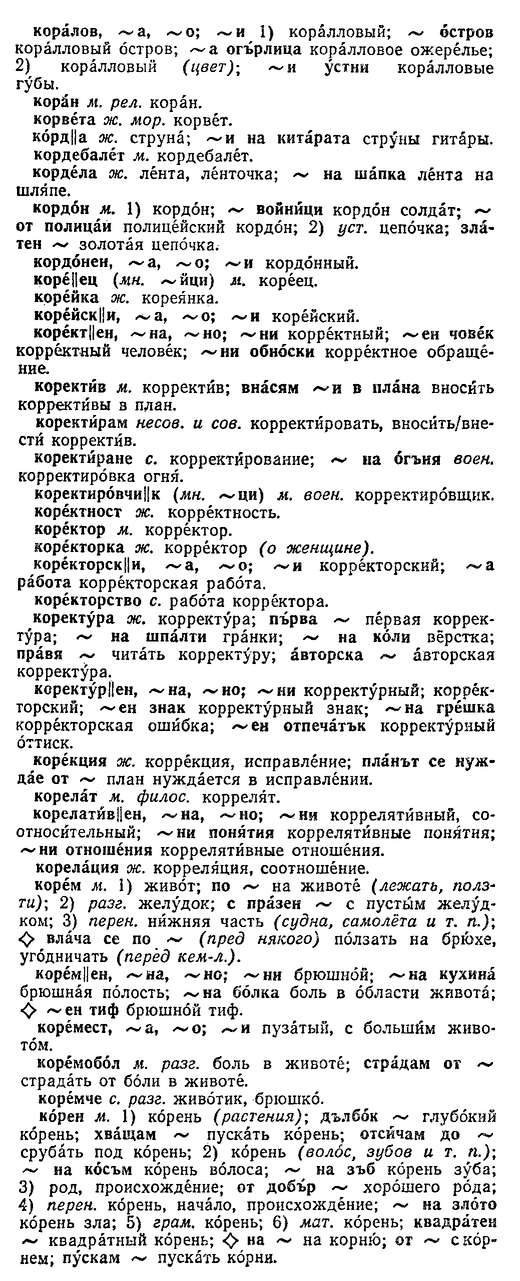 кора́лов, ~а, ~о; ~и 1) кора́лловый; ~ о́стров
кора́лловый о́стров; ~а огъ́рлица кора́лловое ожере́лье;
2) кора́лловый (цвет); ~и у́стни кора́лловые
гу́бы.
кора́н м. рел. кора́н.
корве́та ж. мор. корве́т.
ко́рд||а ж. струна́; ~и на кита́рата стру́ны гита́ры.
кордебале́т м. кордебале́т.
корде́ла ж. ле́нта, ле́нточка; ~ на ша́пка ле́нта на
шля́пе.
кордо́н м. 1) кордо́н; ~ войни́ци кордо́н солда́т; ~
от полица́и полице́йский кордо́н; 2) уст. цепо́чка; зла́-
тен ~ золота́я цепо́чка.
кордо́нен, ~а, ~о; ~и кордо́нный.
коре́||ец (мн. ~йци) м. коре́ец.
коре́йка ж. корея́нка.
коре́йск||и, ~а, ~о; ~и коре́йский.
коре́кт||ен, ~на, ~но; ~ни корре́ктный; ~ен чове́к
корре́ктный челове́к; ~ни обно́ски корре́ктное обраще́-
ние.
коректи́в м. корректи́в; вна́сям ~и в пла́на вноси́ть
коррективы в план.
коректи́рам несов. и сов. корректи́ровать, вноси́ть/вне-
сти́ корректи́в.
коректи́ране с. корректи́рование; ~ на о́гъня воен.
корректиро́вка огня́.
коректиро́вчи||к (мн. ~ци) м. воен. корректиро́вщик.
коре́ктност ж. корре́ктность.
коре́ктор м. корре́ктор.
коре́кторка ж. корре́ктор (о женщине).
коре́кторск||и, ~а, ~о; ~и корре́кторский; ~а
ра́бота корре́кторская рабо́та.
коре́кторство с. рабо́та корре́ктора.
коректу́ра ж. корректу́ра; пъ́рва ~ пе́рвая коррек-
ту́ра; ~ на шпа́лти гра́нки; ~ на ко́ли вёрстка;
пра́вя ~ чита́ть корректу́ру; а́вторска ~ а́вторская
корректу́ра.
коректу́р||ен, ~на, ~но; ~ни корректу́рный; корре́к-
торский; ~ен знак корректу́рный знак; ~на гре́шка
корре́кторская оши́бка; ~ен отпеча́тък корректу́рный
о́ттиск.
коре́кция ж. корре́кция, исправле́ние; пла́нът се нуж-
да́е от ~ план нужда́ется в исправле́нии.
корела́т м. филос. корреля́т.
корелати́в||ен, ~на, ~но; ~ни коррелати́вный, со-
относи́тельный; ~ни поня́тия коррелати́вные поня́тия;
~ни отноше́ния коррелати́вные отноше́ния.
корела́ция ж. корреля́ция, соотноше́ние.
коре́м м. 1) живо́т; по ~ на животе́ (лежать, полз-
ти); 2) разг. желу́док; с пра́зен ~ с пусты́м желу́д-
ком; 3) перен. ни́жняя часть (судна, самолёта и т. п.);
◇ вла́ча се по ~ (пред някого) по́лзать на брю́хе,
уго́дничать (перед кем-л.).
коре́м||ен, ~на, ~но; ~ни брюшно́й; ~на кухина́
брюшна́я по́лость; ~на бо́лка боль в о́бласти живота́;
◇ ~ен тиф брюшно́й тиф.
коре́мест, ~а, ~о; ~и пуза́тый, с больши́м живо-
то́м.
коремобо́л м. разг. боль в животе́; стра́дам от ~
страда́ть от бо́ли в животе́.
коре́мче с. разг. живо́тик, брюшко́.
ко́рен м. 1) ко́рень (растения); дълбо́к ~ глубо́кий
ко́рень; хва́щам ~ пуска́ть ко́рень; отси́чам до ~
сруба́ть под ко́рень; 2) ко́рень (волос, зубов и т. п.);
~ на ко́съм ко́рень во́лоса; ~ на зъб ко́рень зу́ба;
3) род, происхожде́ние; от добъ́р ~ хоро́шего ро́да;
4) перен. ко́рень, нача́ло, происхожде́ние; ~ на зло́то
ко́рень зла; 5) грам. ко́рень; 6) мат. ко́рень; квадра́тен
~ квадра́тный ко́рень; ◇ на ~ на корню́; от ~ с ко́р-
нем; пу́скам ~ пуска́ть ко́рни.